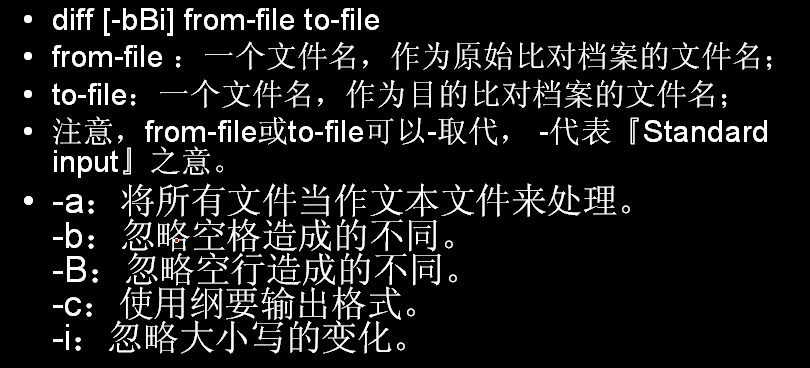 • diff [-bBi] from-file to-file
• from-file ：一个文件名，作为原始比对档案的文件名；
• to-file：一个文件名，作为目的比对档案的文件名；
• 注意，from-file或to-file可以-取代， -代表『Standard
input』之意。
• -a：将所有文件当作文本文件来处理。
-b：忽略空格造成的不同。
-B：忽略空行造成的不同。
-c：使用纲要输出格式。
-i：忽略大小写的变化。